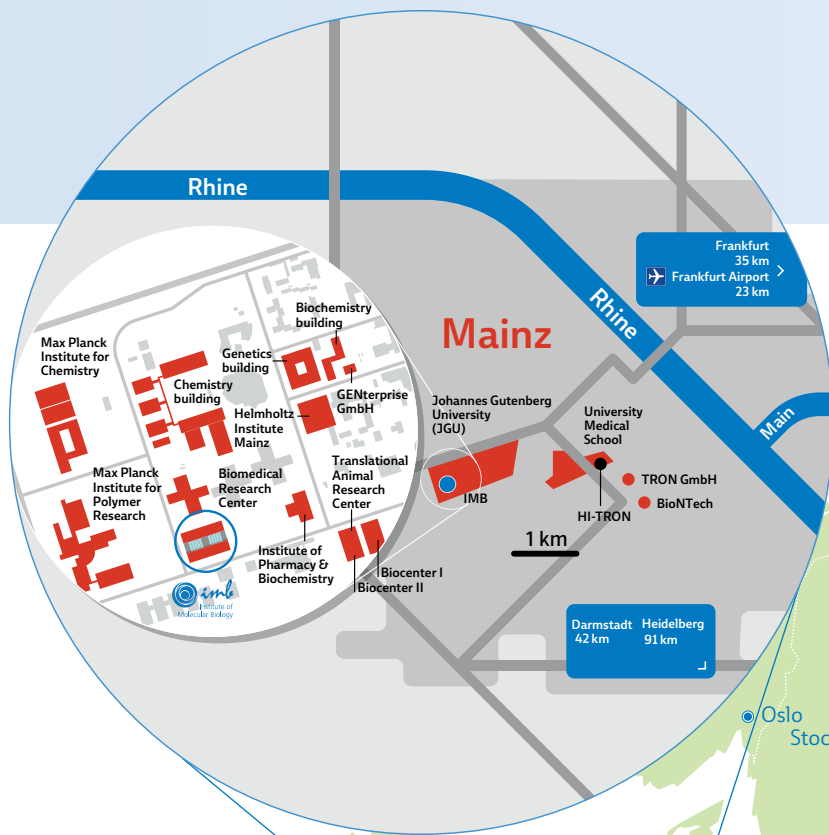 Rhine
Rhine
Frankfurt
35 km
Frankfurt Airport
23 km
Mainz
Main
Biochemistry
building
Max Planck
Institute for
Chemistry
Genetics
building
Chemistry
building
GENterprise
GmbH
Helmholtz
Institute
Mainz
Johannes Gutenberg
University
(JGU)
University
Medical
School
Translational
Animal
Research
Center
Max Planck
Institute for
Polymer
Research
Biomedical
Research
Center
TRON GmbH
IMB
BioNTech
HI-TRON
1 km
Institute of
Pharmacy &
Biochemistry
Biocenter I
Biocenter II
imb
Institute of
Molecular Biology
Darmstadt
42 km
Heidelberg
91 km
Oslo
Stoc